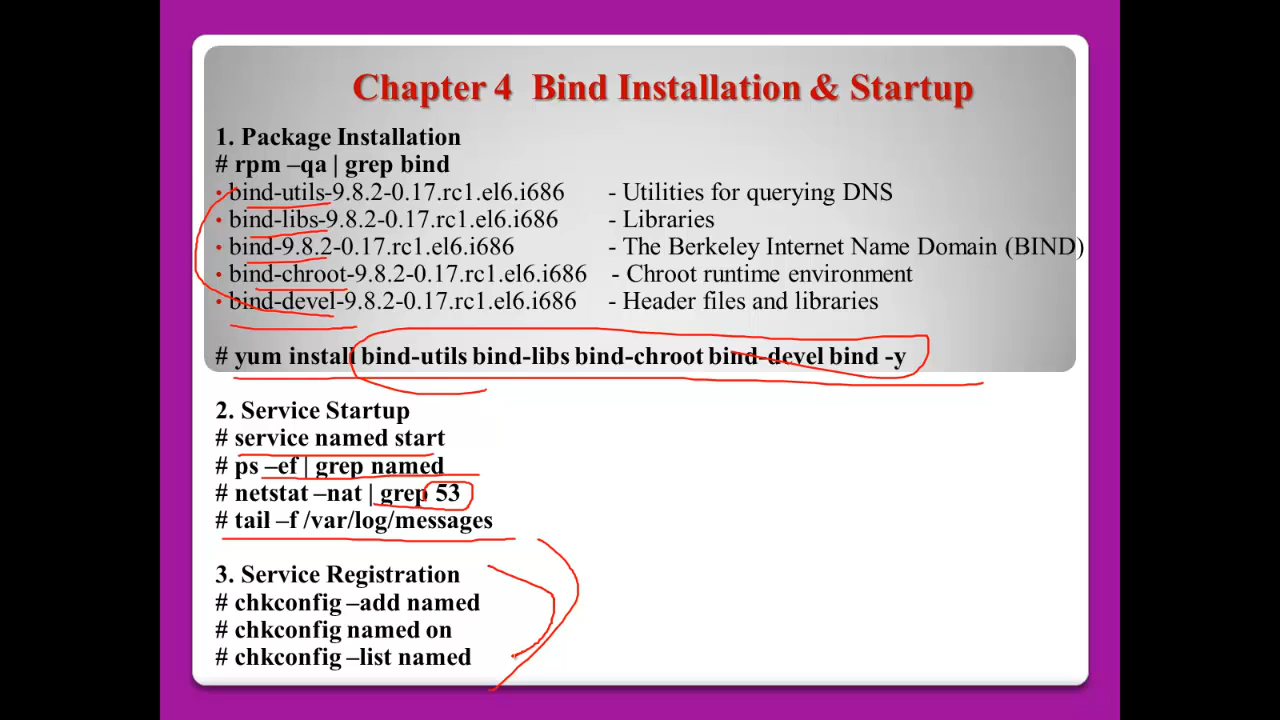 Chapter 4 Bind Installation & Startup
1. Package Installation
# rpm –qa | grep bind
• bind-utils-9.8.2-0.17.rc1.el6.i686 - Utilities for querying DNS
• bind-libs-9.8.2-0.17.rc1.el6.i686 - Libraries
• bind-9.8.2-0.17.rc1.el6.i686 - The Berkeley Internet Name Domain (BIND)
• bind-chroot-9.8.2-0.17.rc1.el6.i686 - Chroot runtime environment
• bind-devel-9.8.2-0.17.rc1.el6.i686 - Header files and libraries
# yum install bind-utils bind-libs bind-chroot bind-devel bind -y
2. Service Startup
# service named start
# ps –ef | grep named
# netstat –nat | grep 53
# tail –f /var/log/messages
3. Service Registration
# chkconfig –add named
# chkconfig named on
# chkconfig –list named